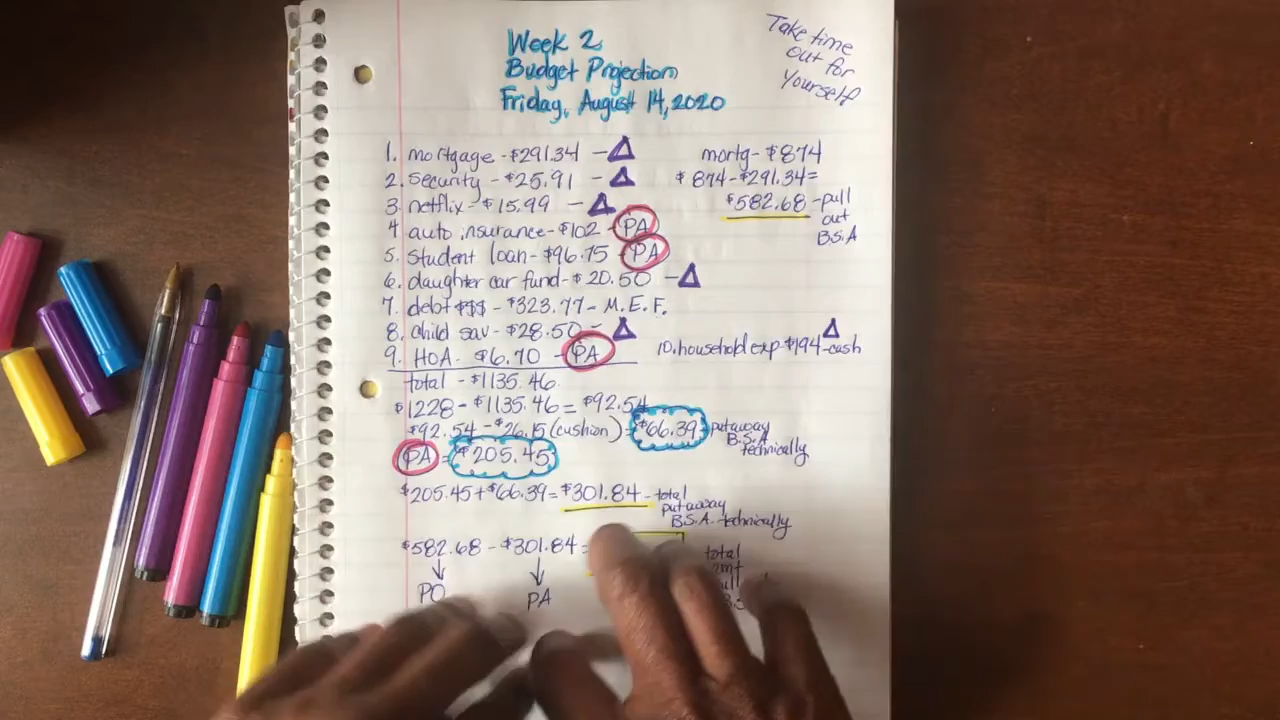 Week 2
Budget Projection
Friday, August 14, 2020
Take time
out for
Yourself
1. mortgage - $291.34 - Δ
2. security - $25.91 - Δ
3. netflix - $15.99 - Δ
4. auto insurance - $102 - PA
5. student loan - $96.75 - PA
6. daughter car fund - $20.50 - Δ
7. debt $$$ - $323.77 - M.E.F.
8. child sav - $28.50 - Δ
9. HOA - $6.70 - PA
mortg - $874
$874 - $291.34 =
$582.68 - pull
out
B.S.A
10. household exp - $194 - cash Δ
total - $1135.46
$1228 - $1135.46 = $92.54
$92.54 - $26.15 (cushion) - $66.39 - put away
B.S.A
technically
PA = $205.45
$205.45 + $66.39 = $301.84 - total
put away
B.S.A - technically
$582.68 - $301.84 =
total
PO
PA